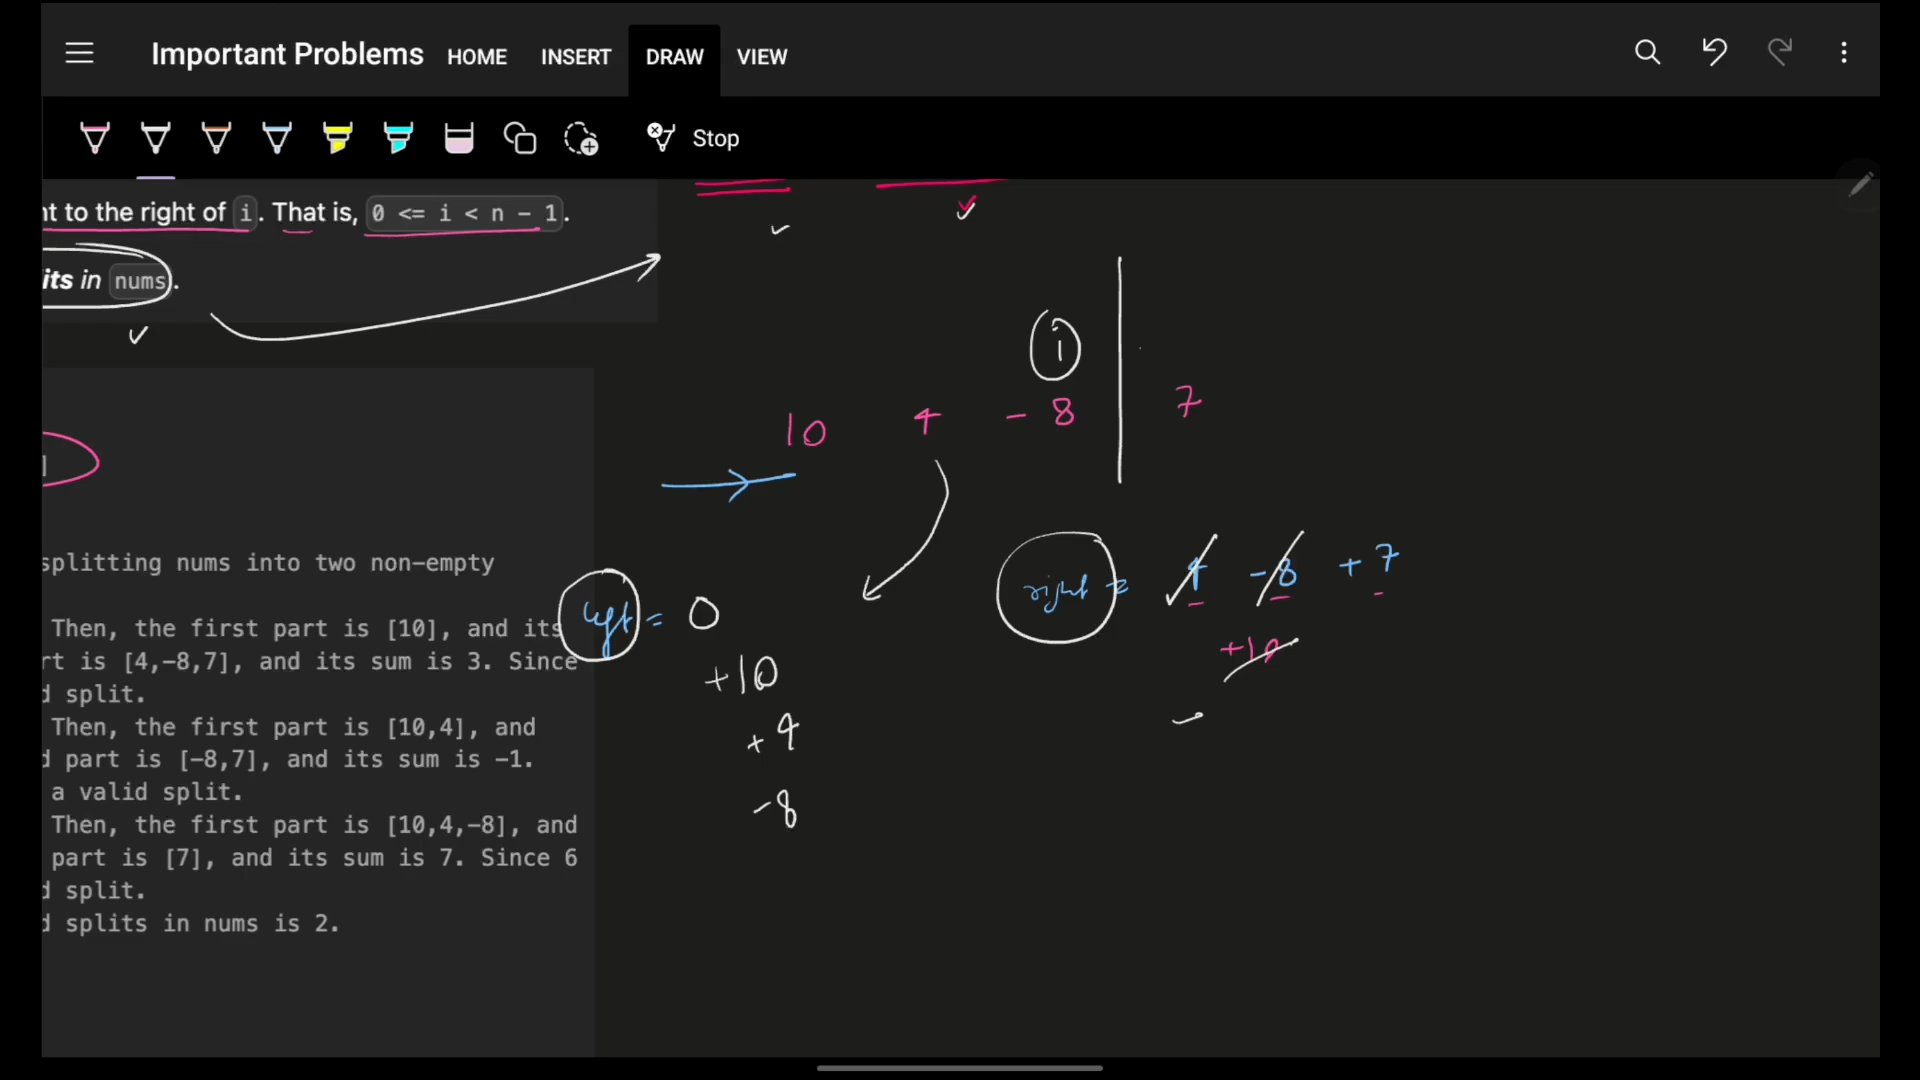 Important Problems HOME INSERT DRAW VIEW
Stop
nt to the right of i. That is, 0 <= i < n - 1.
its in nums.
i
10 4 - 8 7
]
splitting nums into two non-empty
right = 4 - 8 + 7
left = 0
Then, the first part is [10], and its
+10
rt is [4,-8,7], and its sum is 3. Since
+10
d split.
Then, the first part is [10,4], and
+ 4
d part is [-8,7], and its sum is -1.
a valid split.
- 8
Then, the first part is [10,4,-8], and
part is [7], and its sum is 7. Since 6
d split.
d splits in nums is 2.